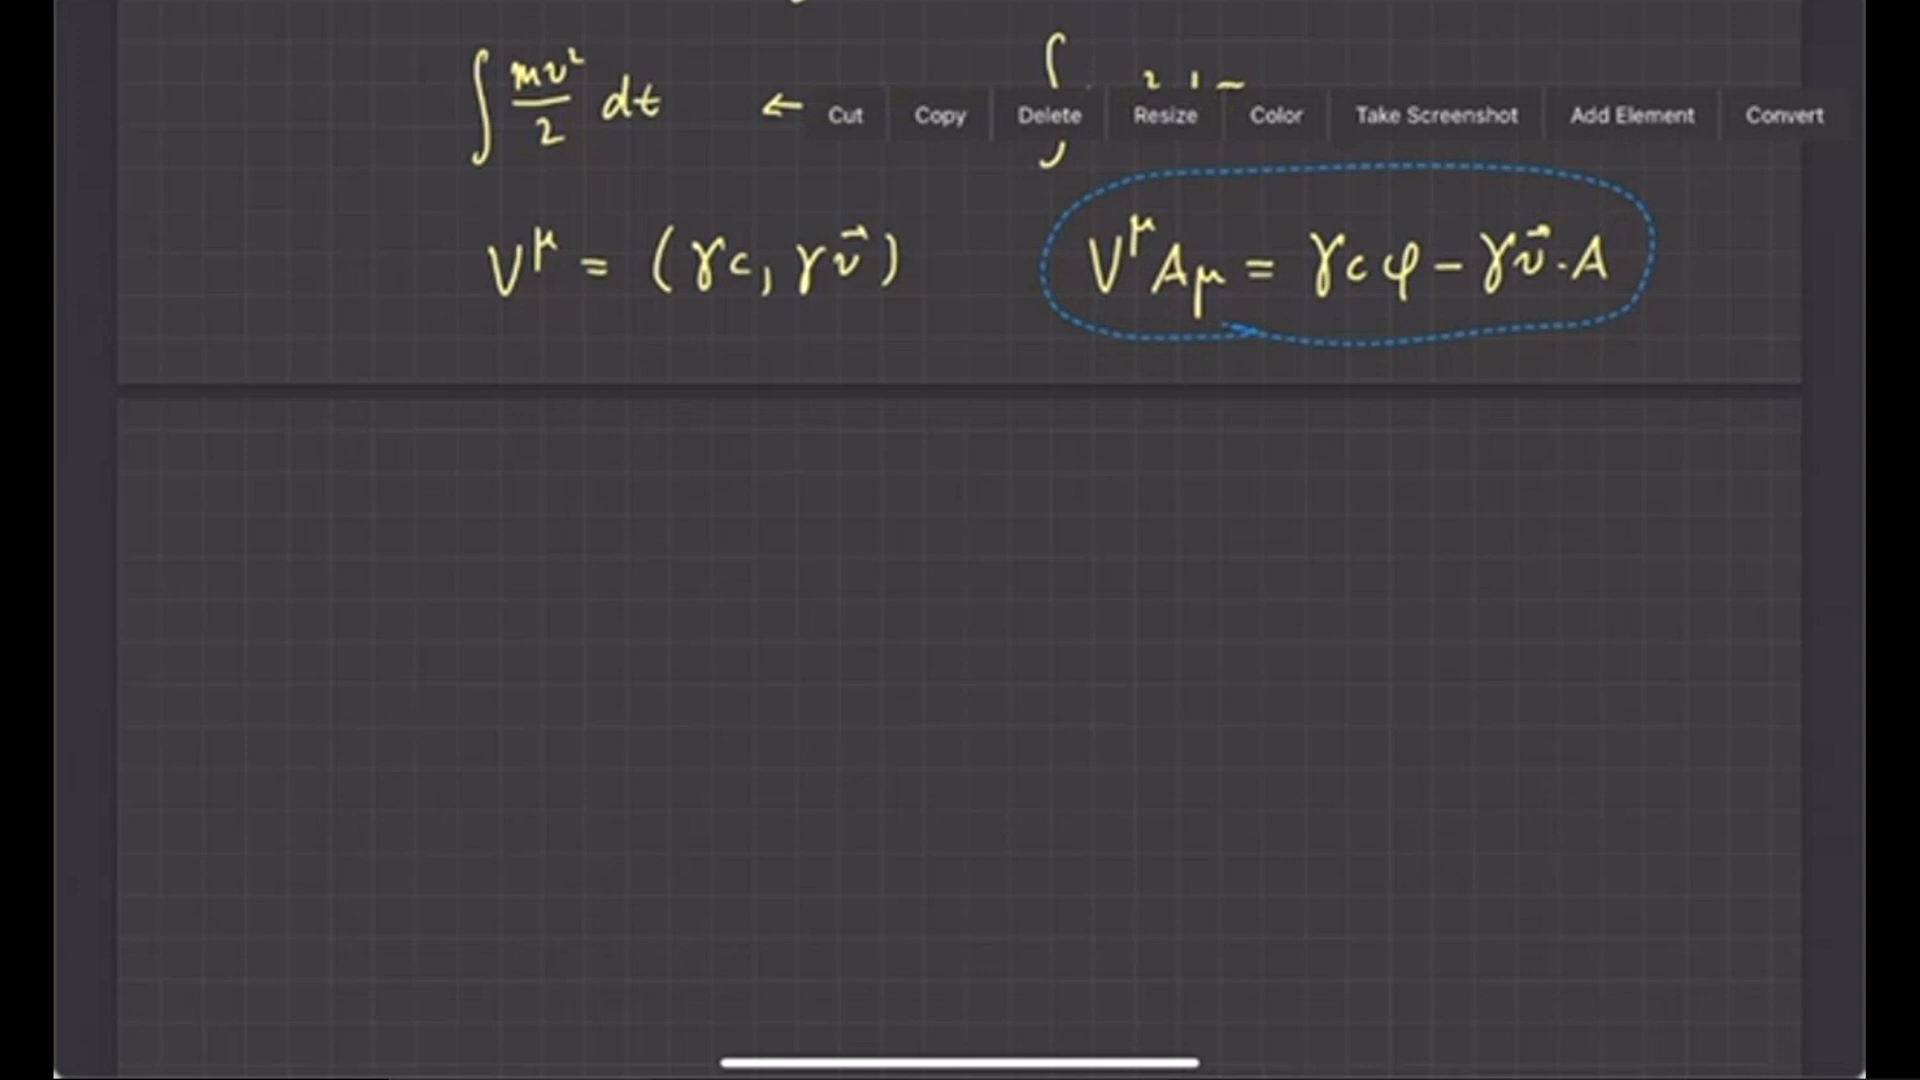 ∫ mv²/2 dt ← ∫
Cut Copy Delete Resize Color Take Screenshot Add Element Convert
V^μ = (γc, γv⃗) V^μ A_μ = γcφ − γv⃗·A